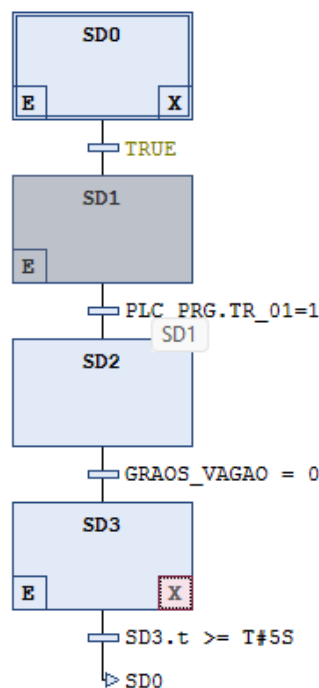 SD0
E X
TRUE
SD1
E
PLC_PRG.TR_01=1
SD1
SD2
GRAOS_VAGAO = 0
SD3
E X
SD3.t >= T#5S
SD0